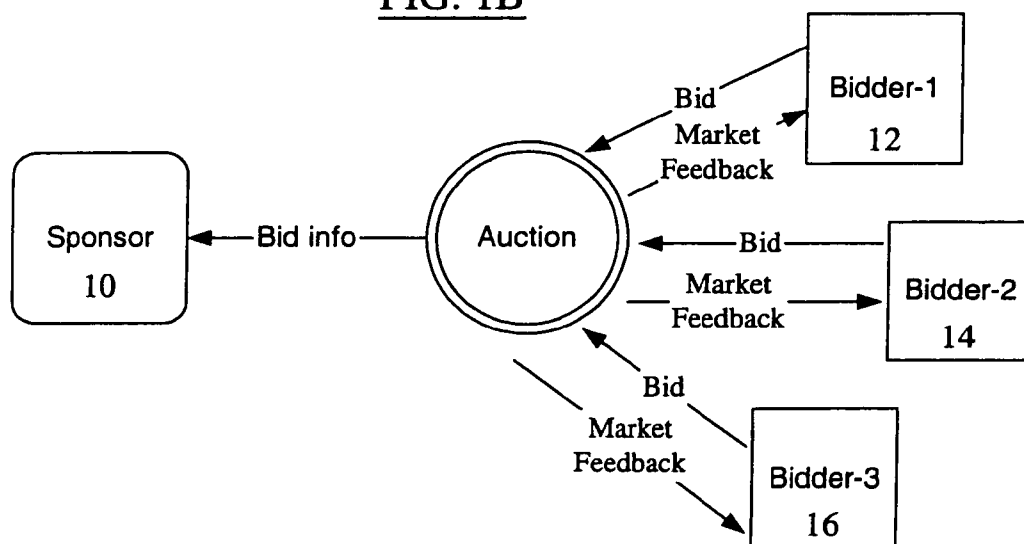 FIG. 1B
Bidder-1
12
Bid
Market
Feedback
Sponsor
10
Bid info
Auction
Bid
Market
Feedback
Bidder-2
14
Bid
Market
Feedback
Bidder-3
16